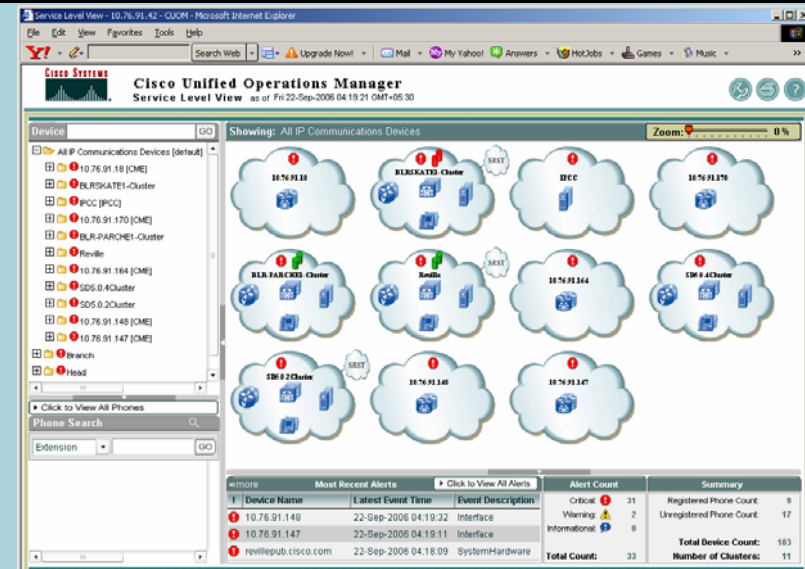 Service Level View - 10.76.91.42 - CUOM - Microsoft Internet Explorer
File Edit View Favorites Tools Help
Y! Search Web Upgrade Now! Mail My Yahoo! Answers HotJobs Games Music »
CISCO SYSTEMS
Cisco Unified Operations Manager
Service Level View as of Fri 22-Sep-2006 04:19:21 GMT+05:30
Device GO
Showing: All IP Communications Devices
Zoom: 0 %
All IP Communications Devices [default]
10.76.91.18 [CME]
BLRSKATE1-Cluster
IPCC [IPCC]
10.76.91.170 [CME]
BLR-PARCHE1-Cluster
Reville
10.76.91.164 [CME]
SD5.0.4Cluster
SD5.0.2Cluster
10.76.91.148 [CME]
10.76.91.147 [CME]
Branch
Head
10.76.91.18
BLRSKATE1-Cluster
SRST
IPCC
10.76.91.170
BLR-PARCHE1-Cluster
Reville
SRST
10.76.91.164
SD5.0.4Cluster
SD5.0.2Cluster
SRST
10.76.91.148
10.76.91.147
Click to View All Phones
Phone Search
Extension GO
«more Most Recent Alerts Click to View All Alerts
! Device Name Latest Event Time Event Description
10.76.91.148 22-Sep-2006 04:19:32 Interface
10.76.91.147 22-Sep-2006 04:19:11 Interface
revillepub.cisco.com 22-Sep-2006 04:18:09 SystemHardware
Alert Count
Critical: 31
Warning: 2
Informational: 0
Total Count: 33
Summary
Registered Phone Count: 9
Unregistered Phone Count: 17
Total Device Count: 103
Number of Clusters: 11